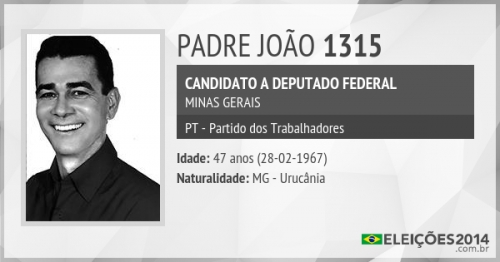 PADRE JOÃO 1315
CANDIDATO A DEPUTADO FEDERAL
MINAS GERAIS
PT - Partido dos Trabalhadores
Idade: 47 anos (28-02-1967)
Naturalidade: MG - Urucânia
ELEIÇÕES2014
.com.br